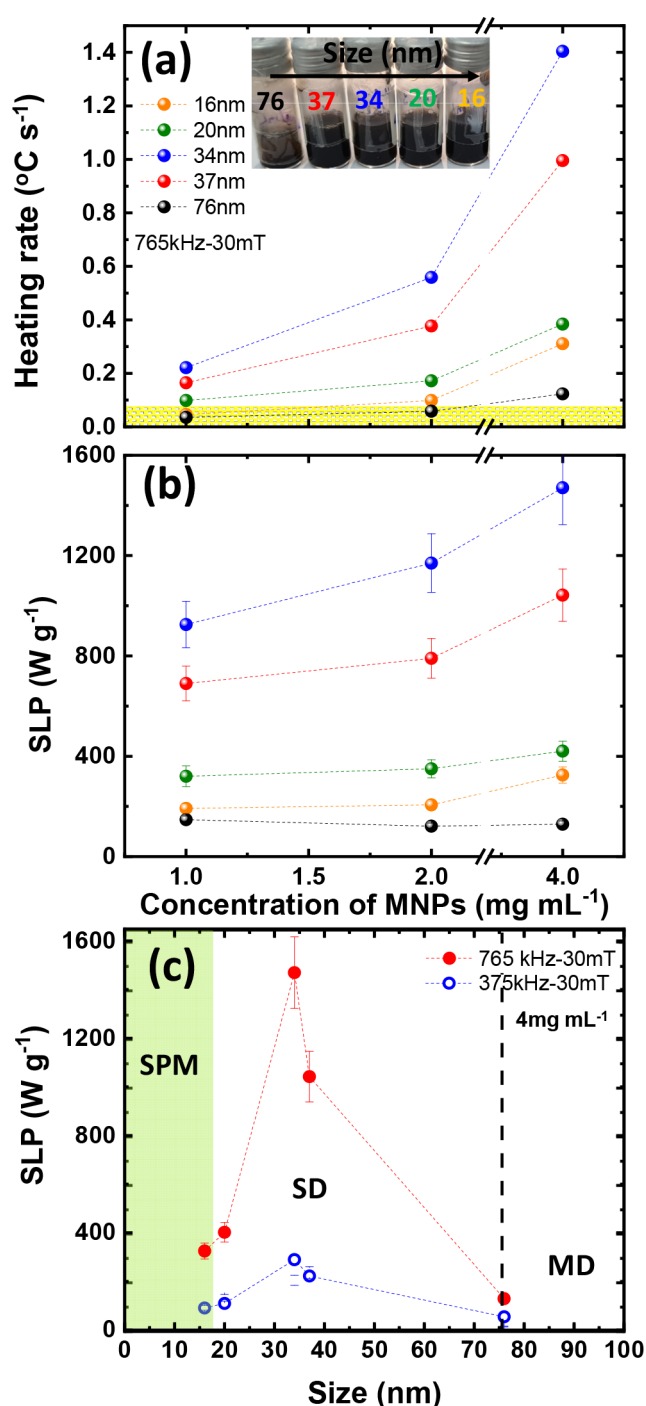 (a)
Size (nm)
76 37 34 20 16
16nm
20nm
34nm
37nm
76nm
765kHz-30mT
Heating rate (ºC s⁻¹)
1.4
1.2
1.0
0.8
0.6
0.4
0.2
0.0
(b)
SLP (W g⁻¹)
1600
1200
800
400
0
1.0 1.5 2.0 4.0
Concentration of MNPs (mg mL⁻¹)
(c)
765 kHz-30mT
375kHz-30mT
4mg mL⁻¹
SPM
SD
MD
SLP (W g⁻¹)
1600
1200
800
400
0
0 10 20 30 40 50 60 70 80 90 100
Size (nm)